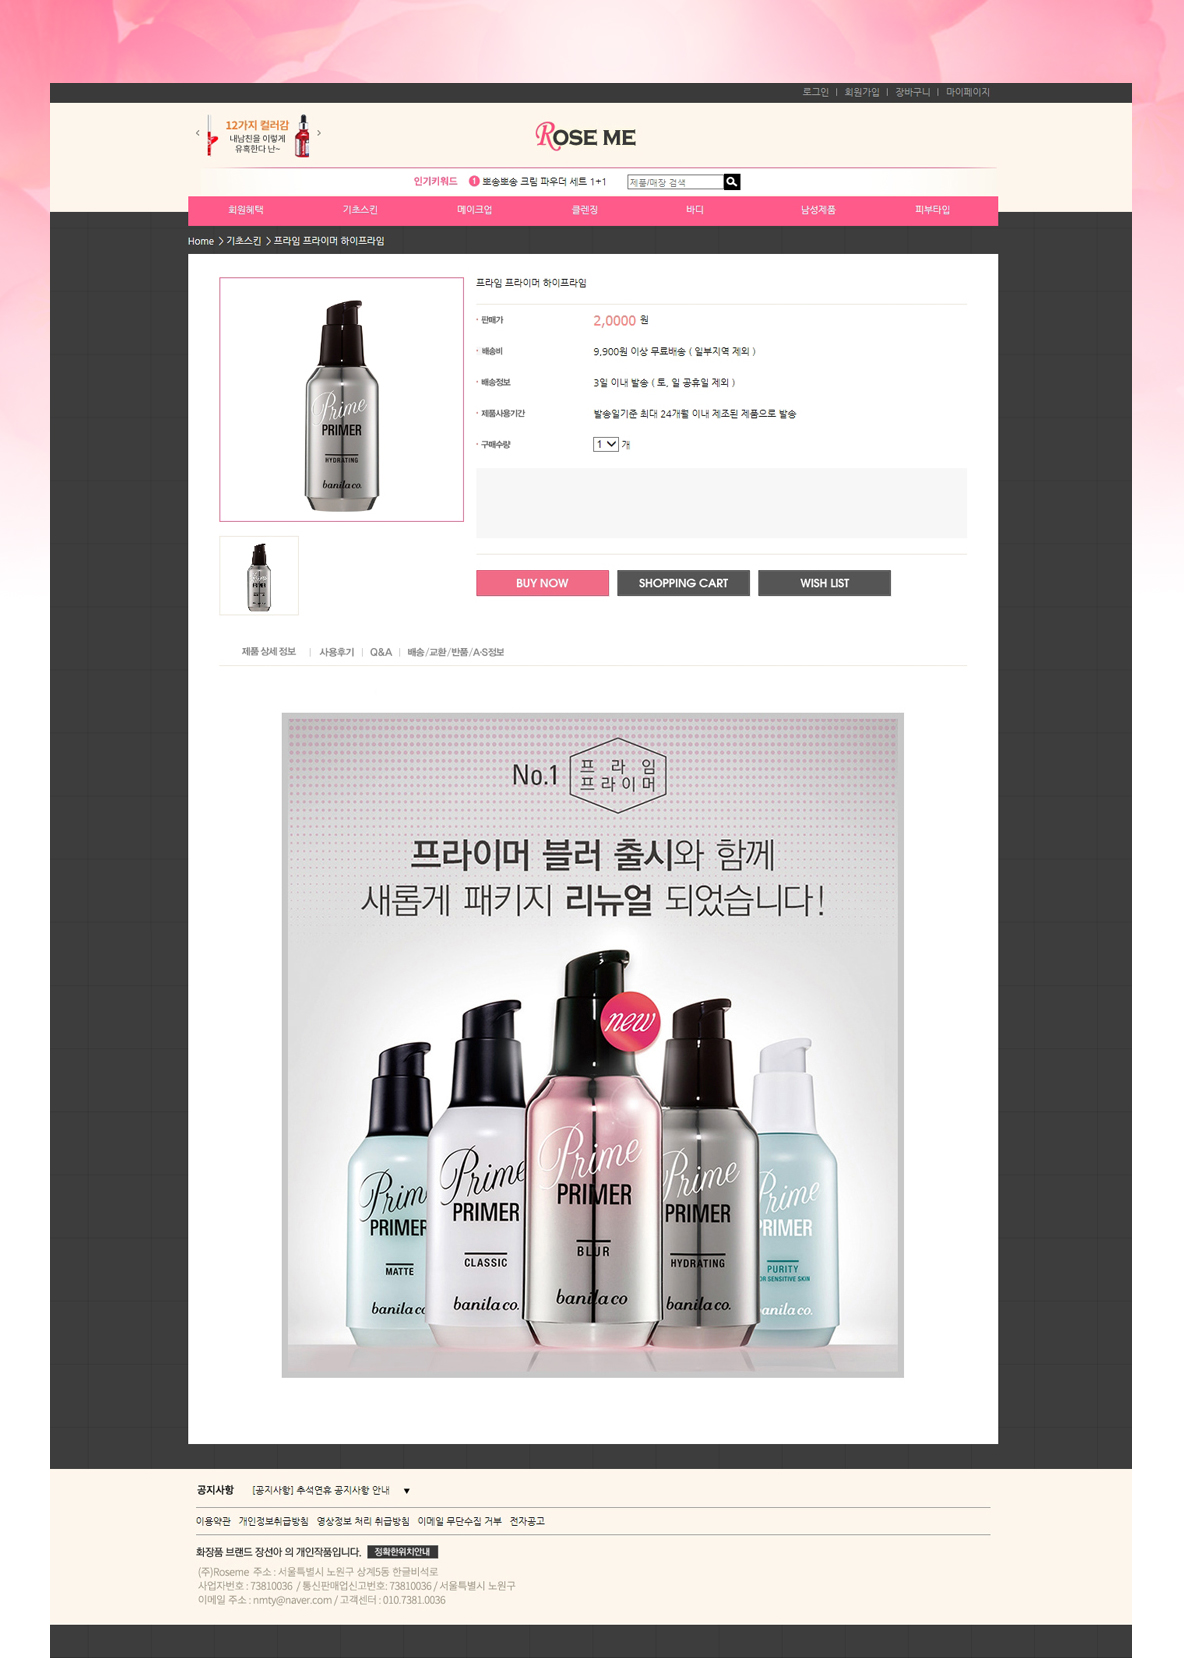 로그인 | 회원가입 | 장바구니 | 마이페이지
12가지 컬러감
내남친을 이렇게
유혹한다 난~
ROSE ME
인기키워드 1 뽀송뽀송 크림 파우더 세트 1+1 제품/매장 검색
회원혜택 기초스킨 메이크업 클렌징 바디 남성제품 피부타입
Home > 기초스킨 > 프라임 프라이머 하이프라임
프라임 프라이머 하이프라임
· 판매가 2,0000 원
· 배송비 9,900원 이상 무료배송 ( 일부지역 제외 )
· 배송정보 3일 이내 발송 ( 토, 일 공휴일 제외 )
· 제품사용기간 발송일기준 최대 24개월 이내 제조된 제품으로 발송
· 구매수량 1 개
Prime
PRIMER
HYDRATING
banila co.
BUY NOW SHOPPING CART WISH LIST
제품 상세 정보 | 사용후기 | Q&A | 배송/교환/반품/A·S정보
No.1 프라임
프라이머
프라이머 블러 출시와 함께
새롭게 패키지 리뉴얼 되었습니다!
new
Prime
PRIMER
MATTE
banila co
Prime
PRIMER
CLASSIC
banila co.
Prime
PRIMER
BLUR
banila co
Prime
PRIMER
HYDRATING
banila co.
Prime
PRIMER
PURITY
OR SENSITIVE SKIN
anila co.
공지사항 [공지사항] 추석연휴 공지사항 안내 ▼
이용약관 개인정보취급방침 영상정보 처리 취급방침 이메일 무단수집 거부 전자공고
화장품 브랜드 장선아 의 개인작품입니다. 정확한위치안내
(주)Roseme 주소 : 서울특별시 노원구 상계5동 한글비석로
사업자번호 : 73810036 / 통신판매업신고번호: 73810036 / 서울특별시 노원구
이메일 주소 : nmty@naver.com / 고객센터 : 010.7381.0036